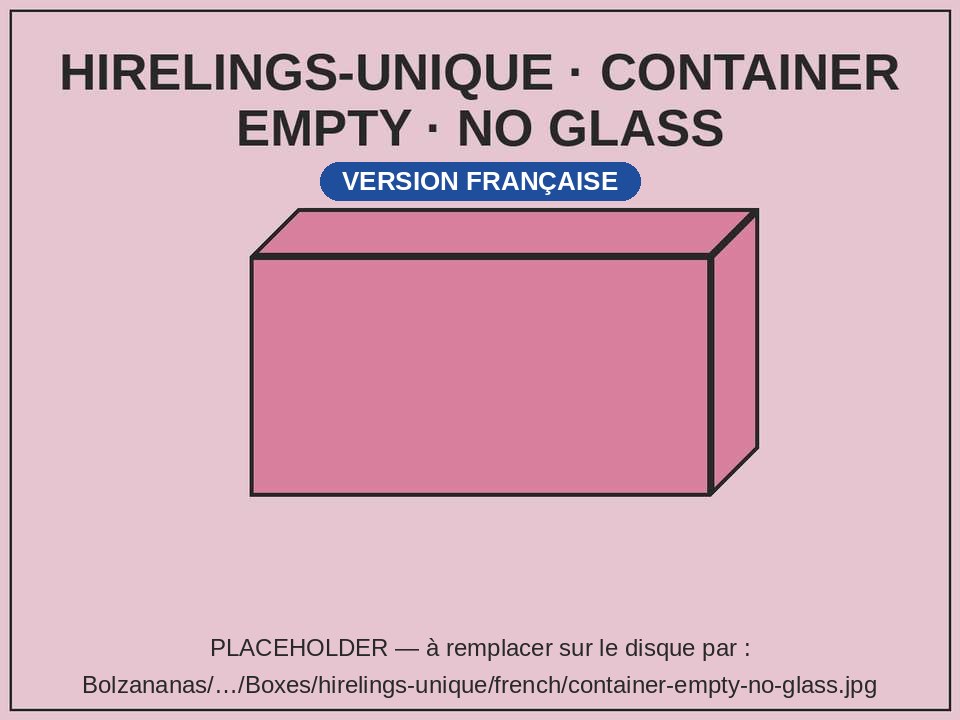 HIRELINGS-UNIQUE · CONTAINER
EMPTY · NO GLASS
VERSION FRANÇAISE
PLACEHOLDER — à remplacer sur le disque par :
Bolzananas/…/Boxes/hirelings-unique/french/container-empty-no-glass.jpg